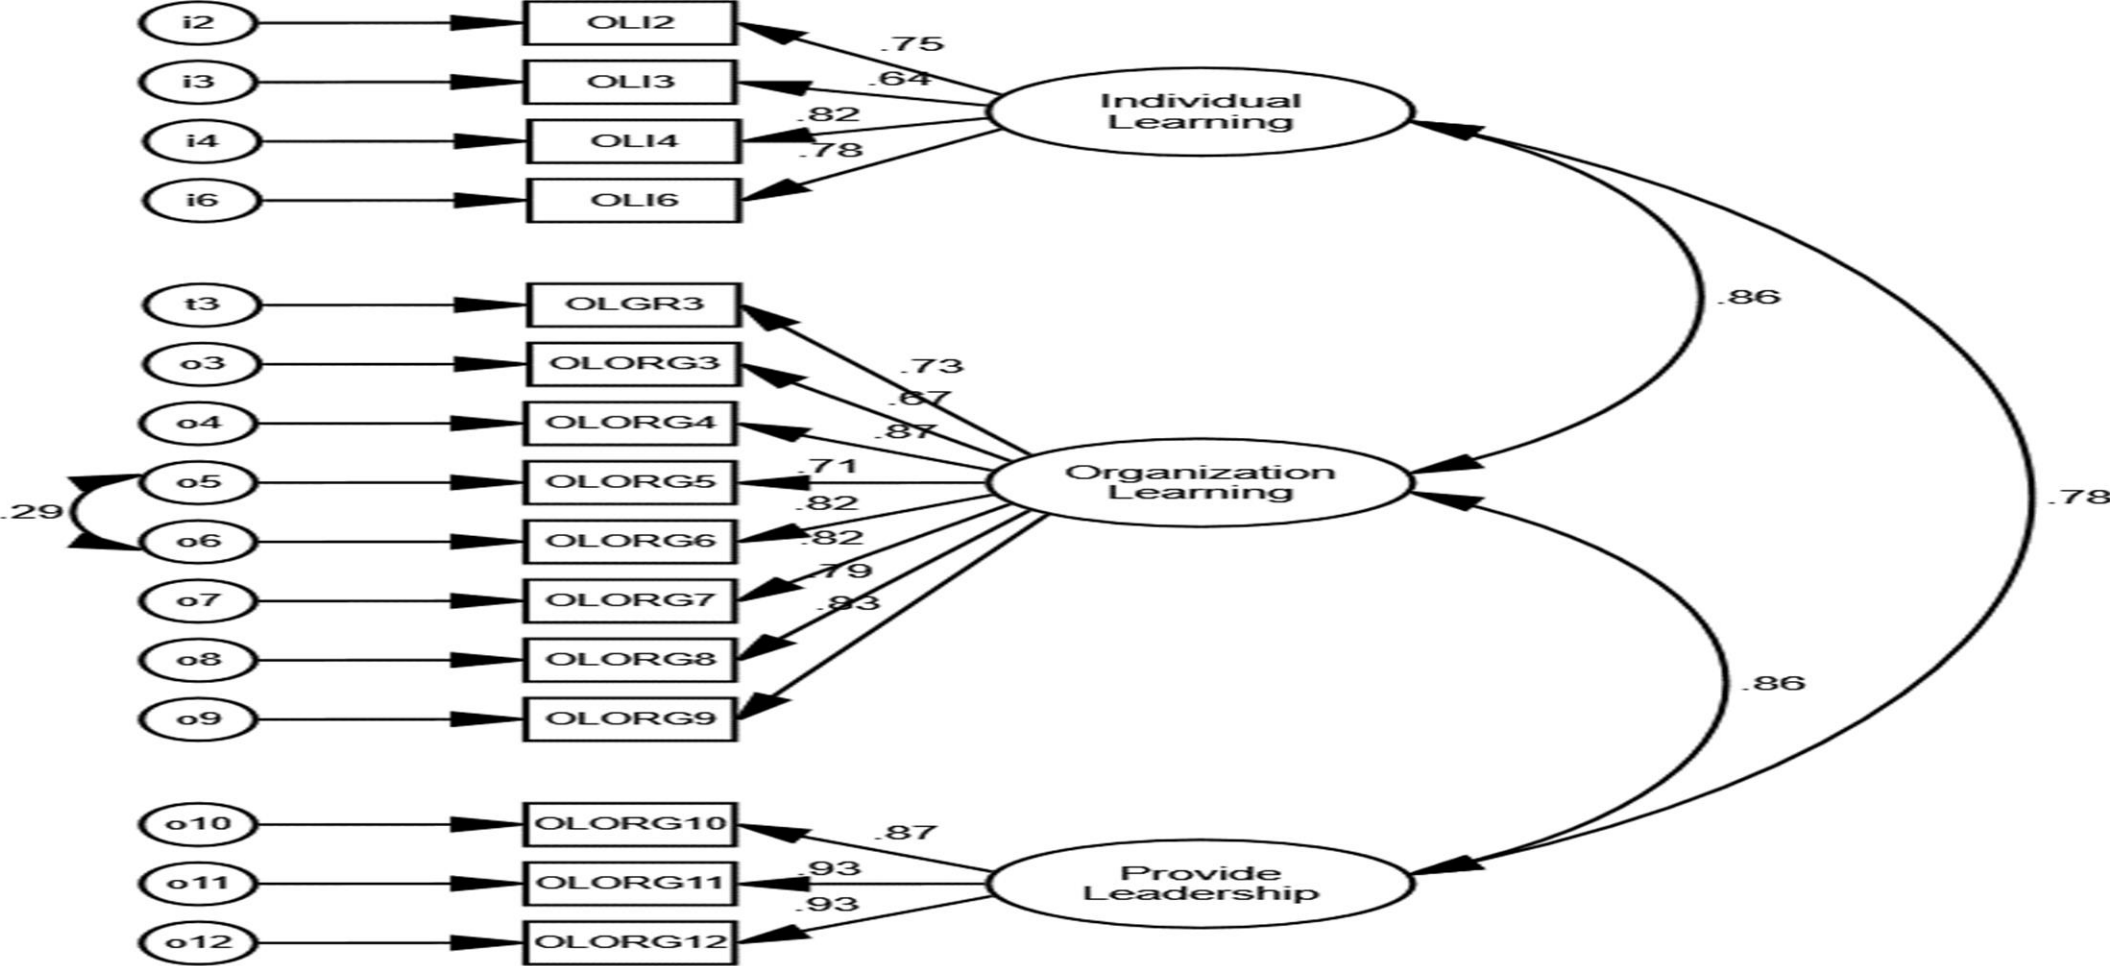 i2 OLI2
.75
i3 OLI3 .64
Individual
Learning
.82
i4 OLI4
.78
i6 OLI6
.86
t3 OLGR3
.73
o3 OLORG3
.67
o4 OLORG4 .87
.71
Organization
Learning
o5 OLORG5
.78
.82
.29
o6 OLORG6 .82
.79
o7 OLORG7 .83
o8 OLORG8
.86
o9 OLORG9
o10 OLORG10 .87
.93
Provide
Leadership
o11 OLORG11
.93
o12 OLORG12